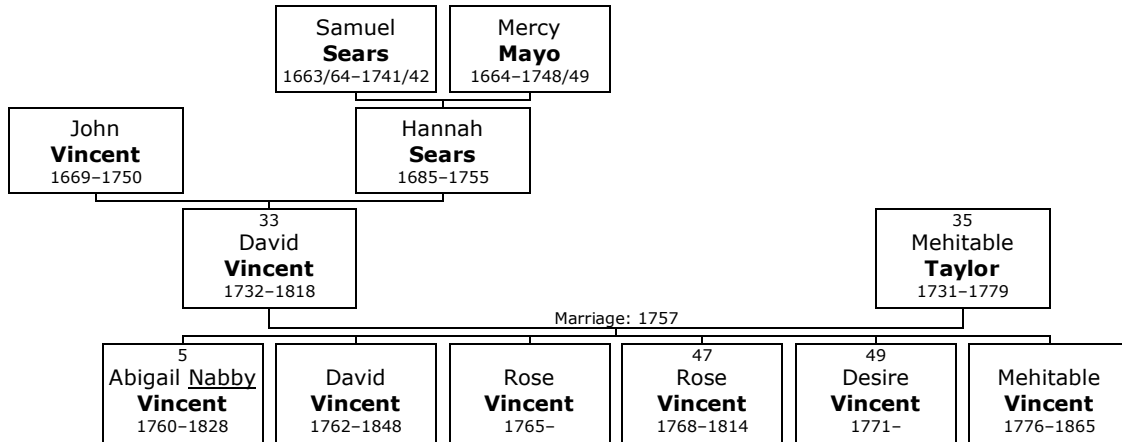 Samuel
Sears
1663/64–1741/42
Mercy
Mayo
1664–1748/49
John
Vincent
1669–1750
Hannah
Sears
1685–1755
33
David
Vincent
1732–1818
35
Mehitable
Taylor
1731–1779
Marriage: 1757
5
Abigail Nabby
Vincent
1760–1828
David
Vincent
1762–1848
Rose
Vincent
1765–
47
Rose
Vincent
1768–1814
49
Desire
Vincent
1771–
Mehitable
Vincent
1776–1865